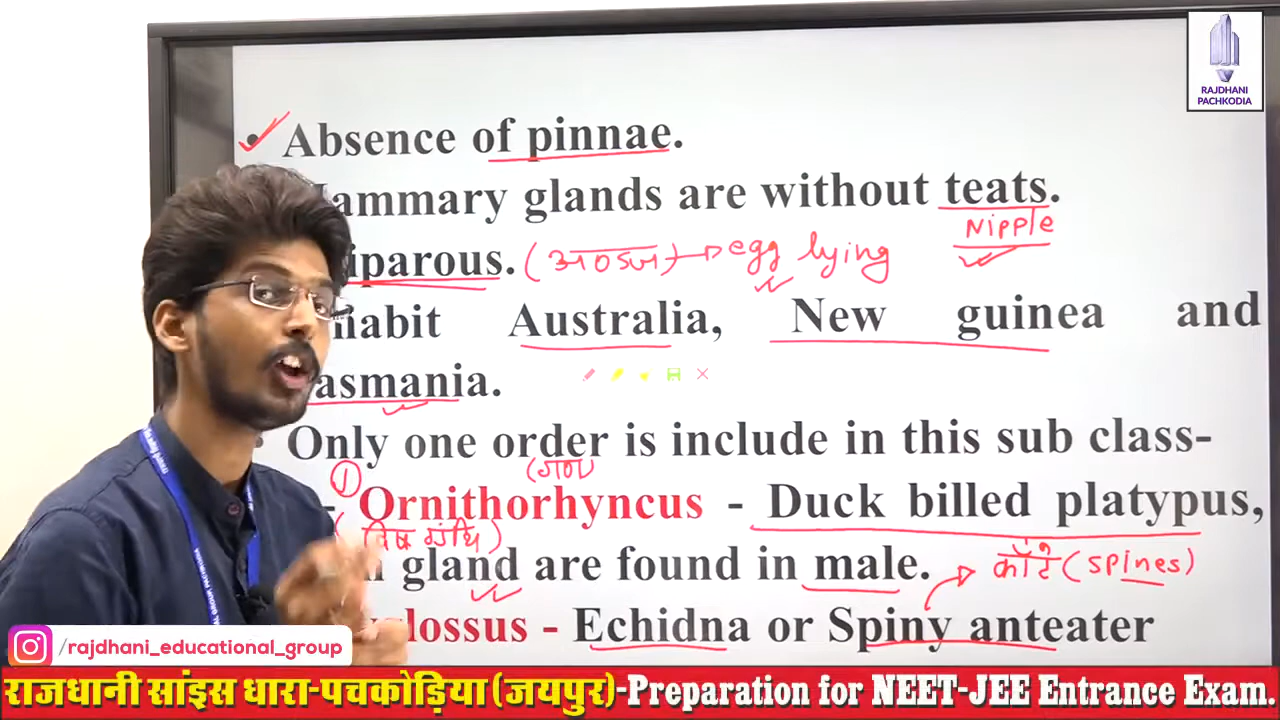 RAJDHANI
PACHKODIA
• Absence of pinnae.
ammary glands are without teats.
Nipple
iparous. (अण्डज) → egg lying
habit Australia, New guinea and
asmania.
• Only one order is include in this sub class-
(गण)
① - Ornithorhyncus - Duck billed platypus,
(विष ग्रंथि)
gland are found in male.
काँटे (spines)
lossus - Echidna or Spiny anteater
/rajdhani_educational_group
राजधानी सांइस धारा-पचकोड़िया (जयपुर)-Preparation for NEET-JEE Entrance Exam.